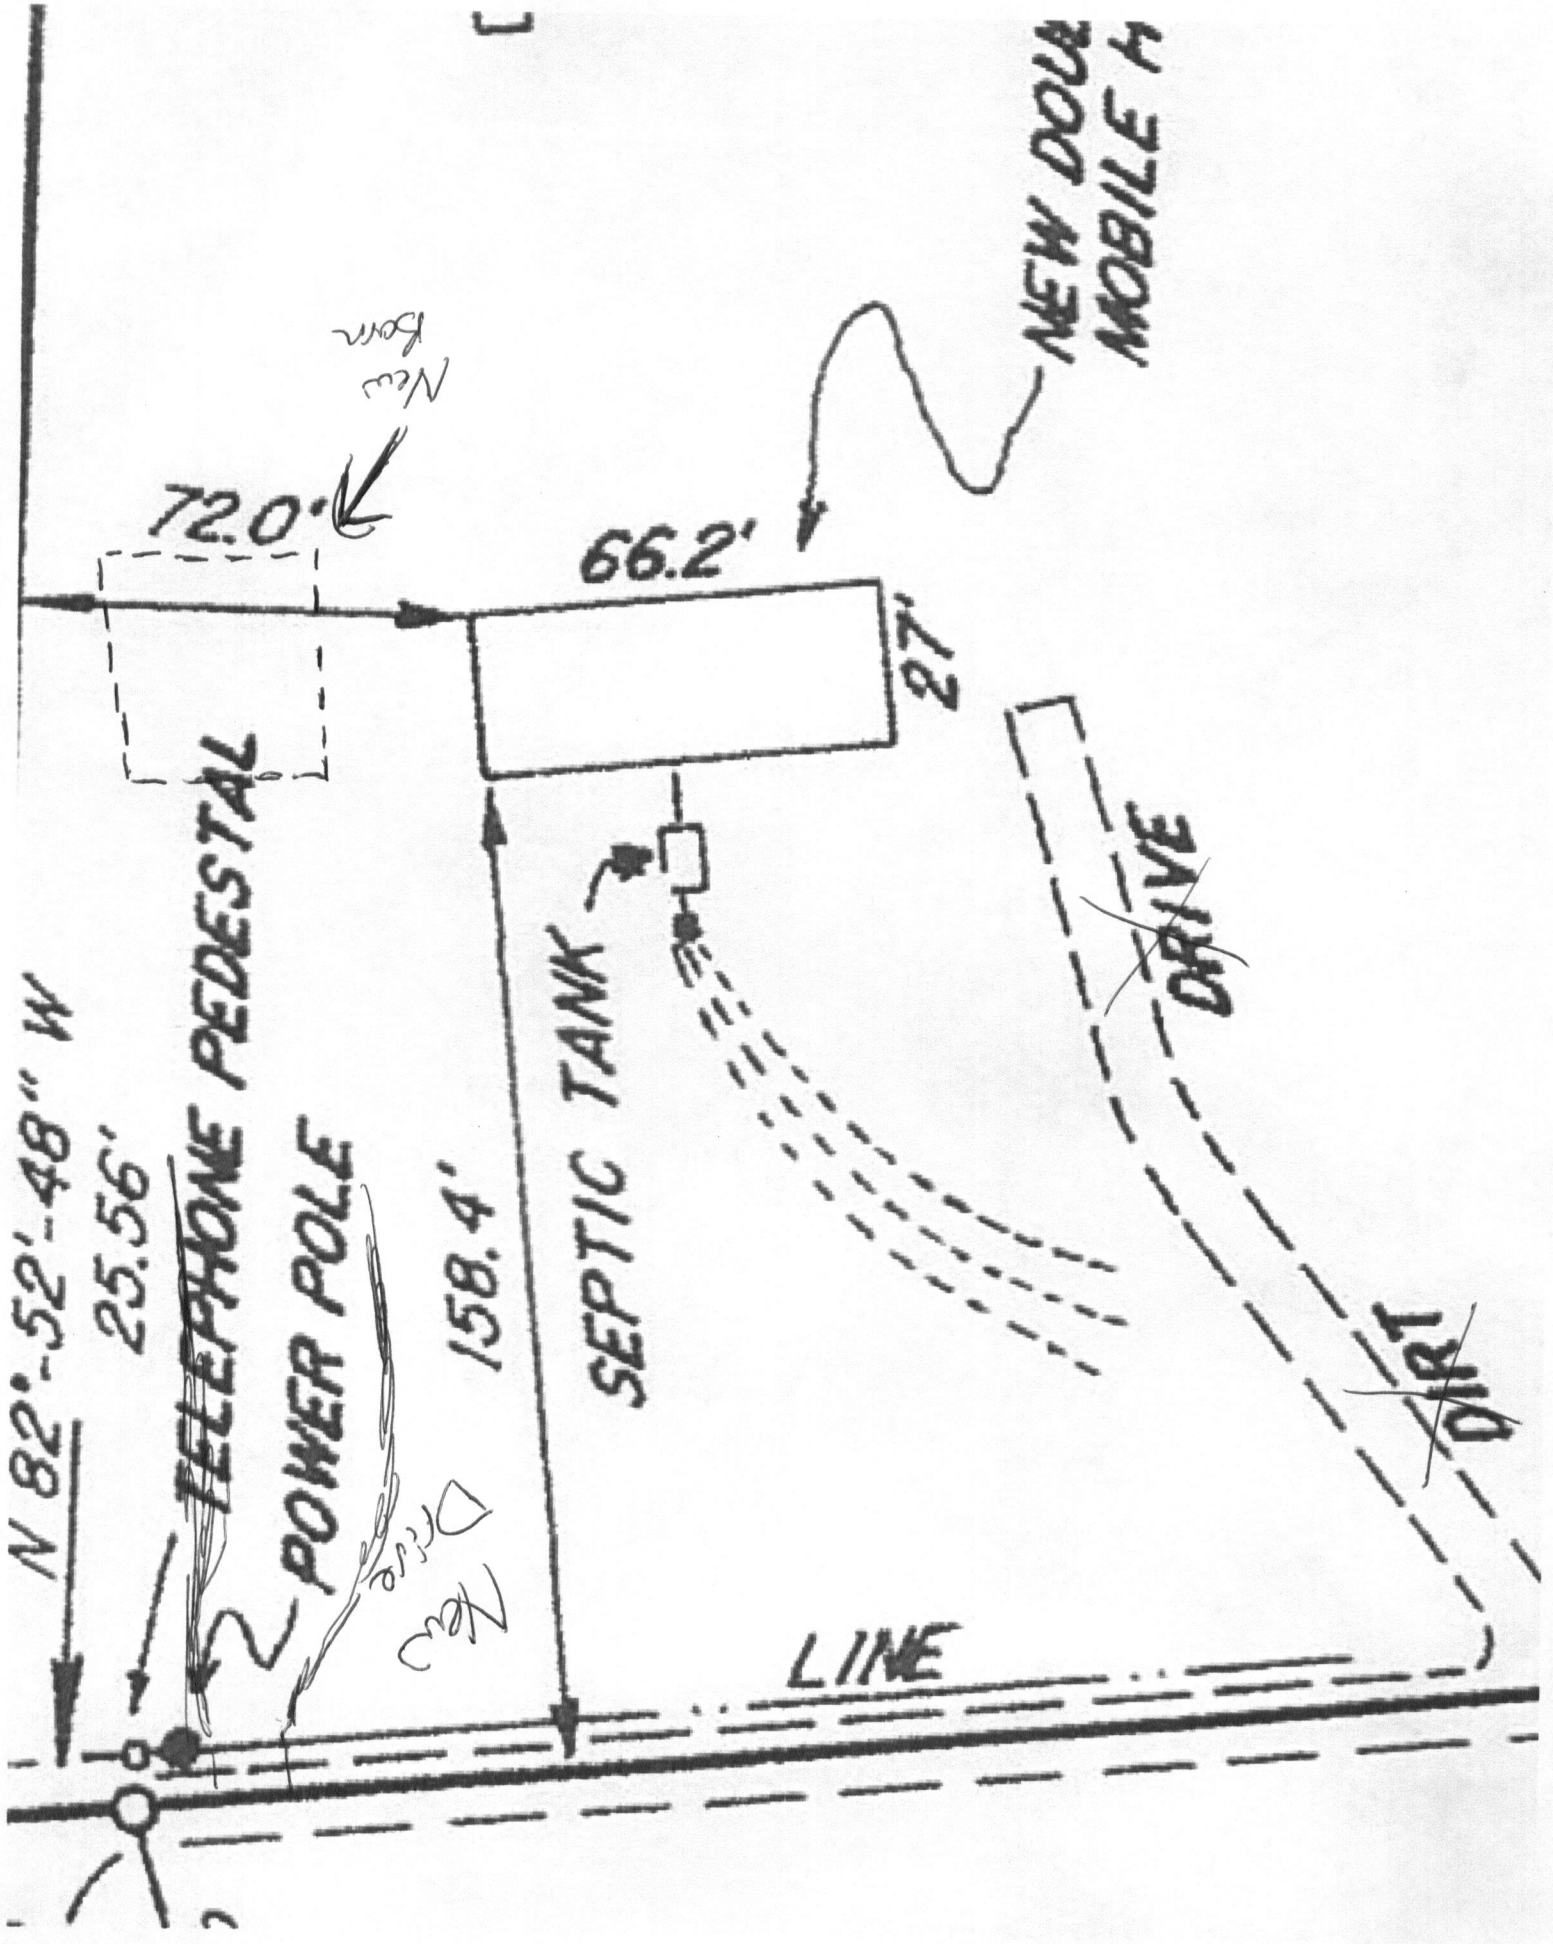 N 82°-52'-48" W
25.56'
TELEPHONE PEDESTAL
POWER POLE
72.0'
New
Barn
New
Drive
158.4'
SEPTIC TANK
66.2'
27'
NEW
MOBILE
DIRT DRIVE
LINE